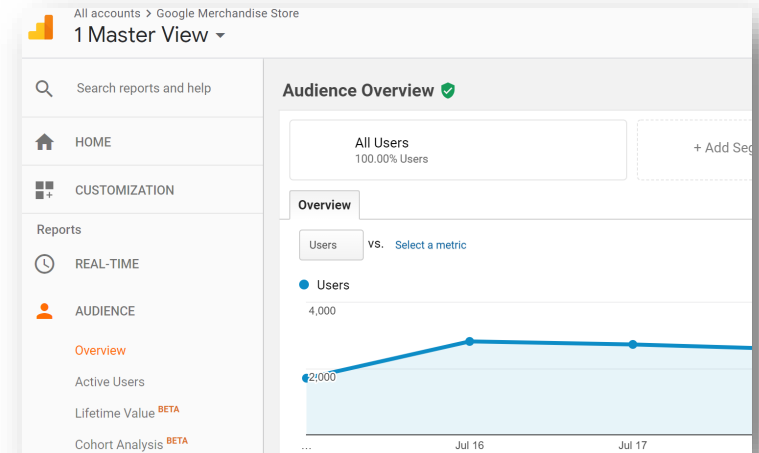 All accounts > Google Merchandise Store
1 Master View
Search reports and help
HOME
CUSTOMIZATION
Reports
REAL-TIME
AUDIENCE
Overview
Active Users
Lifetime Value BETA
Cohort Analysis BETA
Audience Overview
All Users
100.00% Users
+ Add Seg
Overview
Users vs. Select a metric
Users
4,000
2,000
... Jul 16 Jul 17